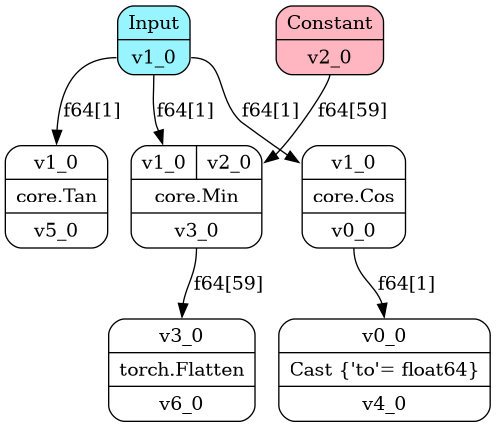 Input
v1_0
Constant
v2_0
f64[1]
f64[1]
f64[1]
f64[59]
v1_0
core.Tan
v5_0
v1_0 v2_0
core.Min
v3_0
v1_0
core.Cos
v0_0
f64[59]
f64[1]
v3_0
torch.Flatten
v6_0
v0_0
Cast {'to'= float64}
v4_0